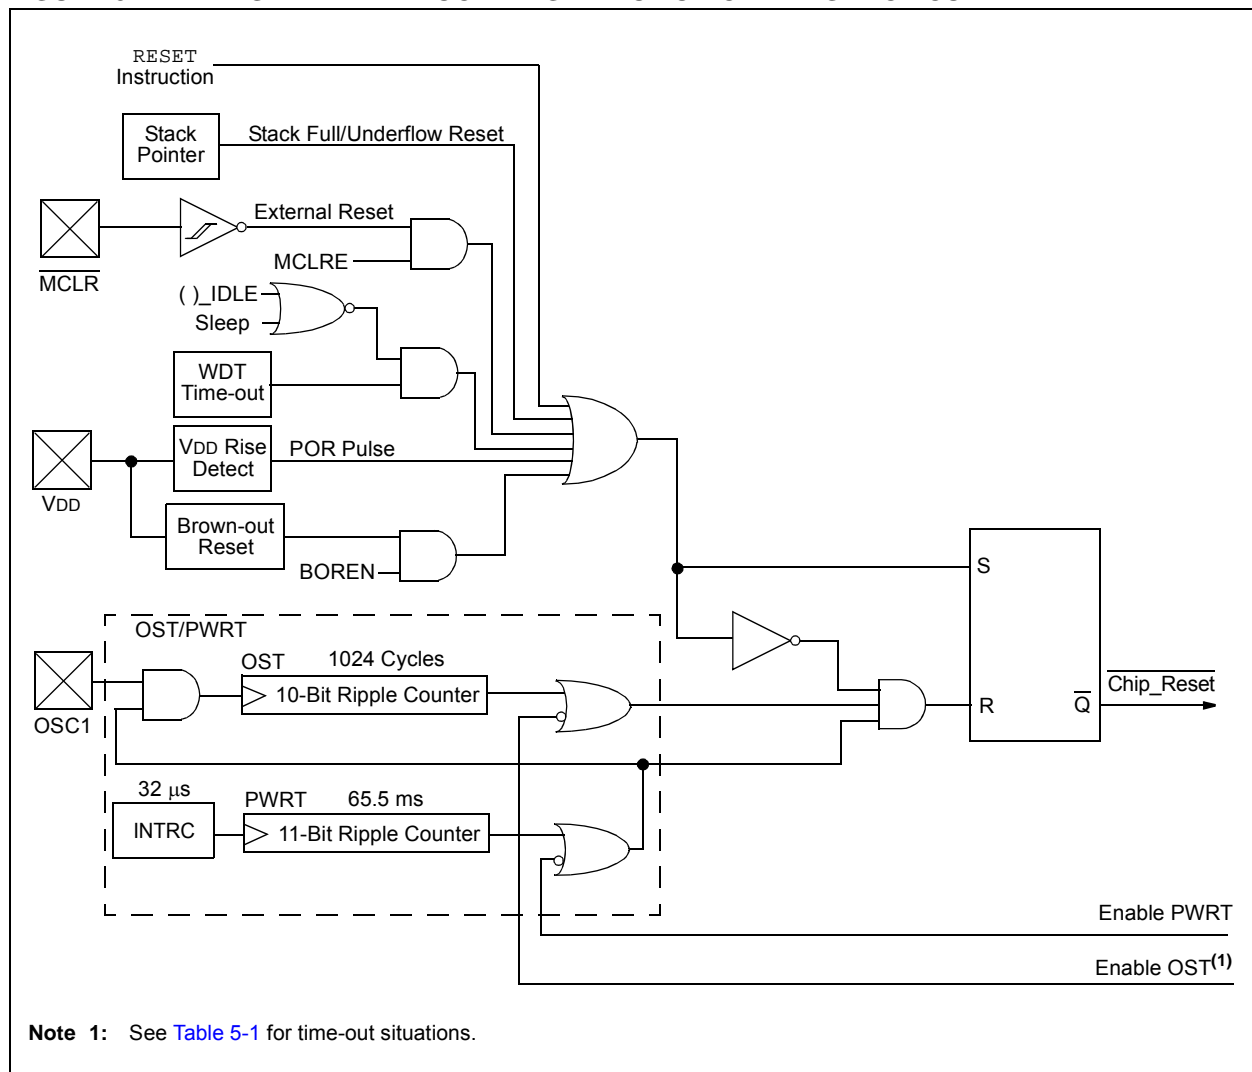 RESET
Instruction
Stack
Pointer
Stack Full/Underflow Reset
External Reset
MCLRE
MCLR
( )_IDLE
Sleep
WDT
Time-out
VDD Rise
Detect
POR Pulse
VDD
Brown-out
Reset
BOREN
S
OST/PWRT
OST
1024 Cycles
10-Bit Ripple Counter
OSC1
R
Q
Chip_Reset
32 μs
INTRC
PWRT
65.5 ms
11-Bit Ripple Counter
Enable PWRT
Enable OST(1)
Note 1: See Table 5-1 for time-out situations.